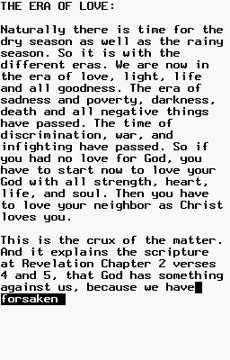 THE ERA OF LOVE:

Naturally there is time for the
dry season as well as the rainy
season. So it is with the
different eras. We are now in
the era of love, light, life
and all goodness. The era of
sadness and poverty, darkness,
death and all negative things
have passed. The time of
discrimination, war, and
infighting have passed. So if
you had no love for God, you
have to start now to love your
God with all strength, heart,
life, and soul. Then you have
to love your neighbor as Christ
loves you.

This is the crux of the matter.
And it explains the scripture
at Revelation Chapter 2 verses
4 and 5, that God has something
against us, because we have
forsaken